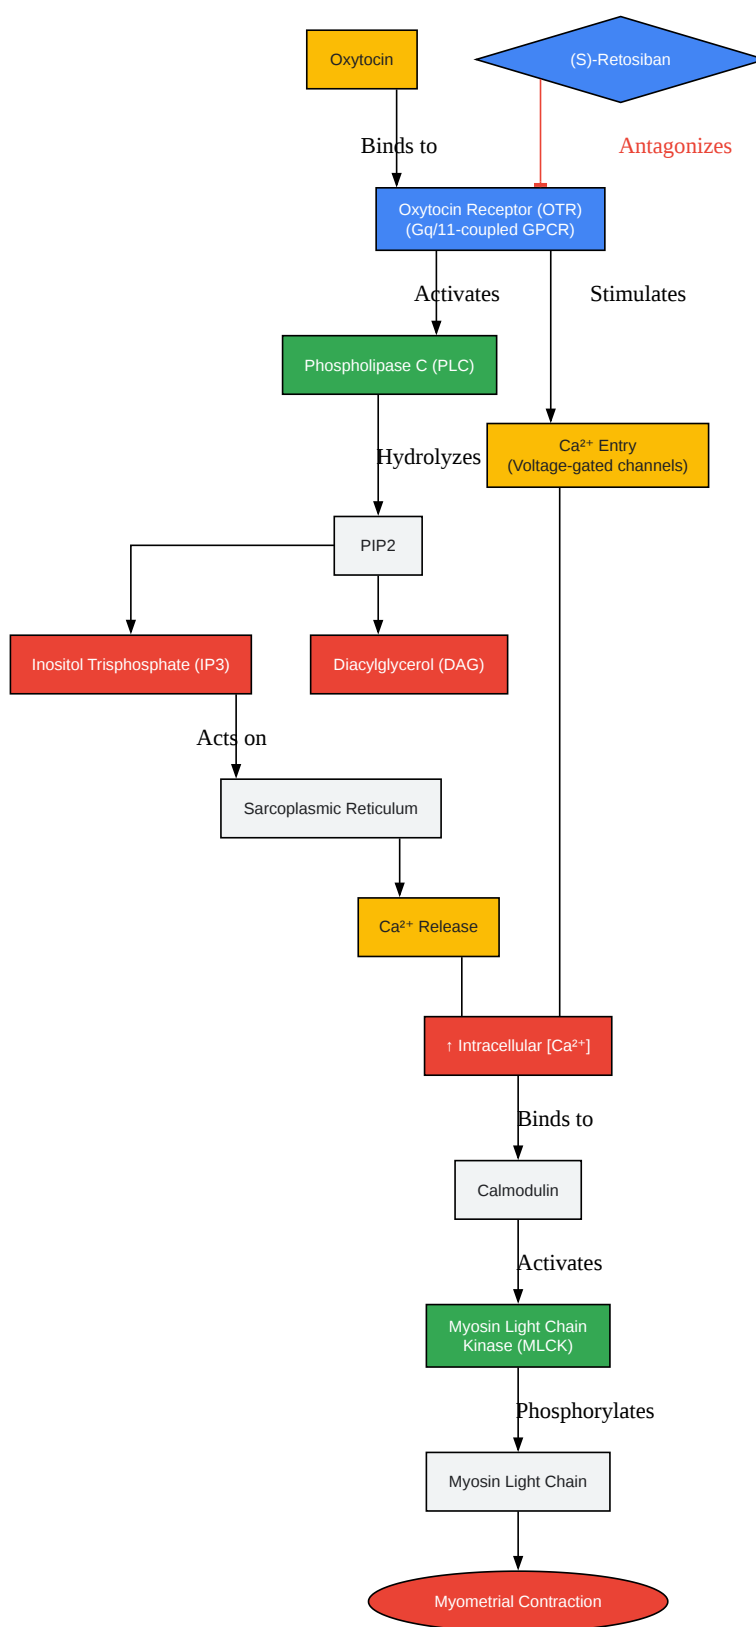 Oxytocin
(S)-Retosiban
Binds to
Antagonizes
Oxytocin Receptor (OTR)
(Gq/11-coupled GPCR)
Activates
Stimulates
Phospholipase C (PLC)
Ca²⁺ Entry
(Voltage-gated channels)
Hydrolyzes
PIP2
Inositol Trisphosphate (IP3)
Diacylglycerol (DAG)
Acts on
Sarcoplasmic Reticulum
Ca²⁺ Release
↑ Intracellular [Ca²⁺]
Binds to
Calmodulin
Activates
Myosin Light Chain
Kinase (MLCK)
Phosphorylates
Myosin Light Chain
Myometrial Contraction